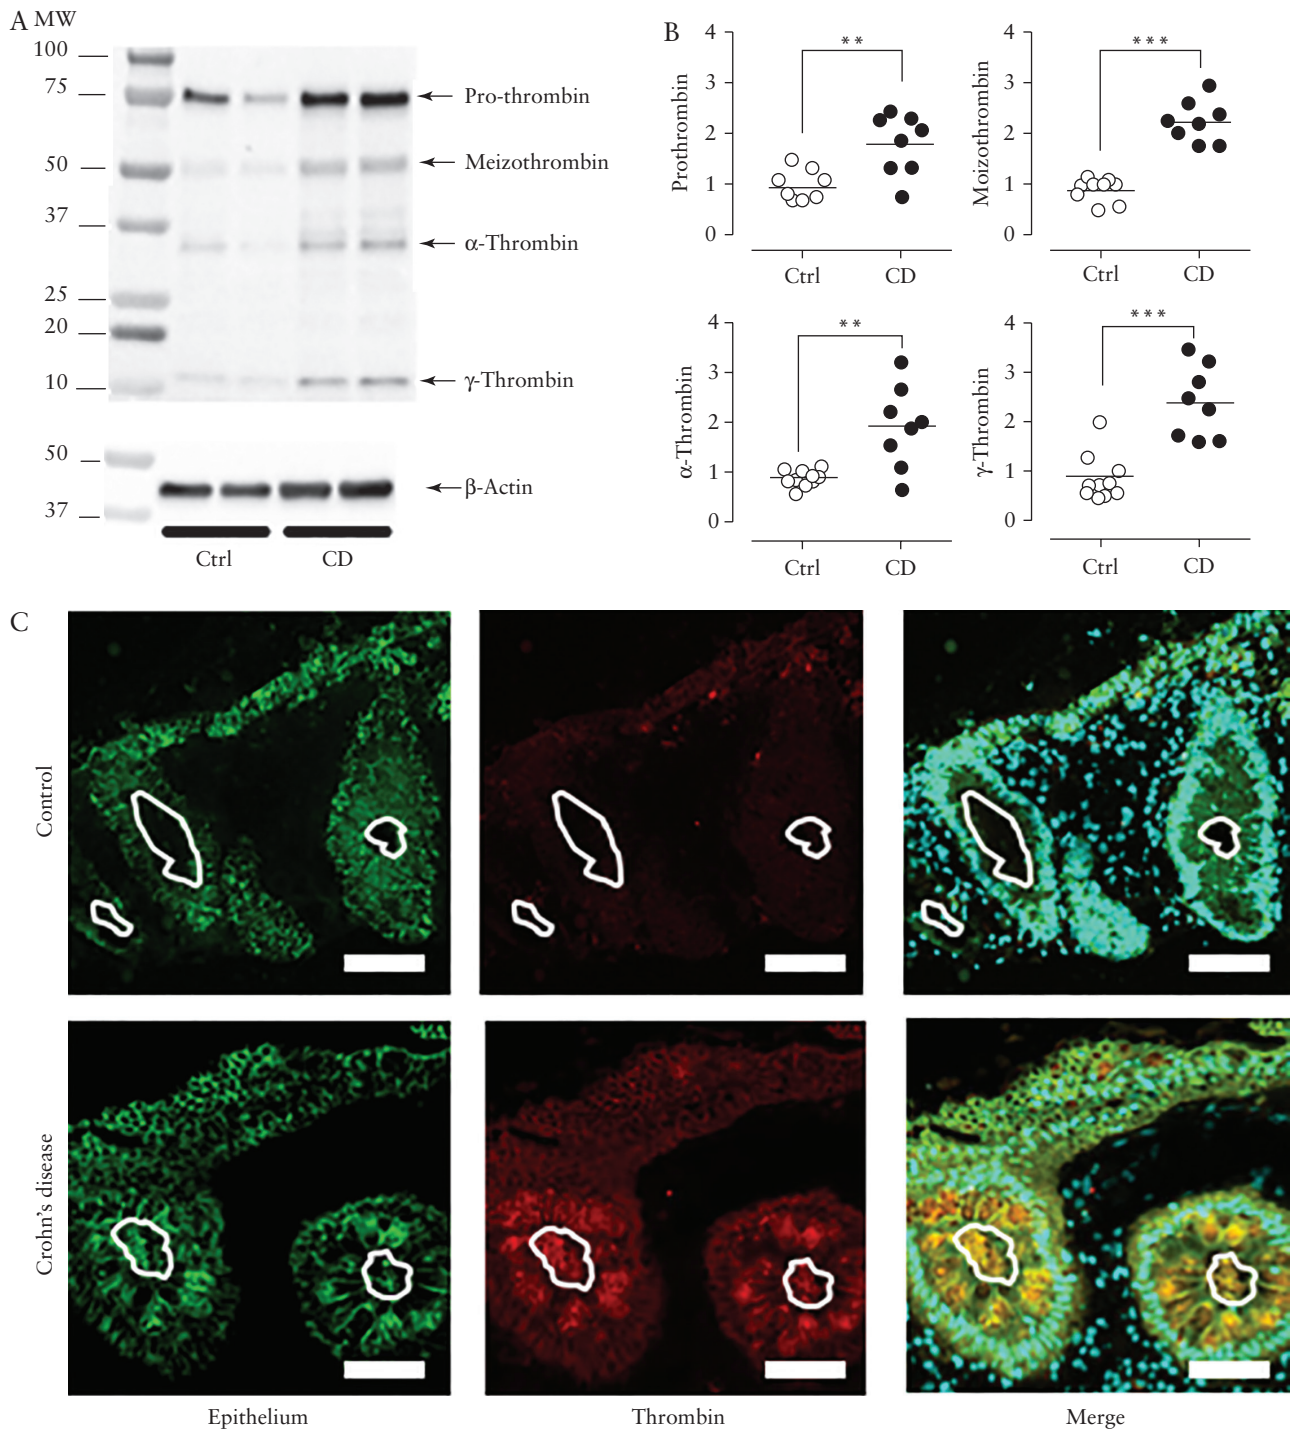 A MW
100
75
50
37
25
20
10
Pro-thrombin
Meizothrombin
α-Thrombin
γ-Thrombin
50
37
β-Actin
Ctrl CD
B
Prothrombin
4
3
2
1
0
**
Ctrl CD
Moizothrombin
4
3
2
1
0
***
Ctrl CD
α-Thrombin
4
3
2
1
0
**
Ctrl CD
γ-Thrombin
4
3
2
1
0
***
Ctrl CD
C
Control
Crohn's disease
Epithelium Thrombin Merge